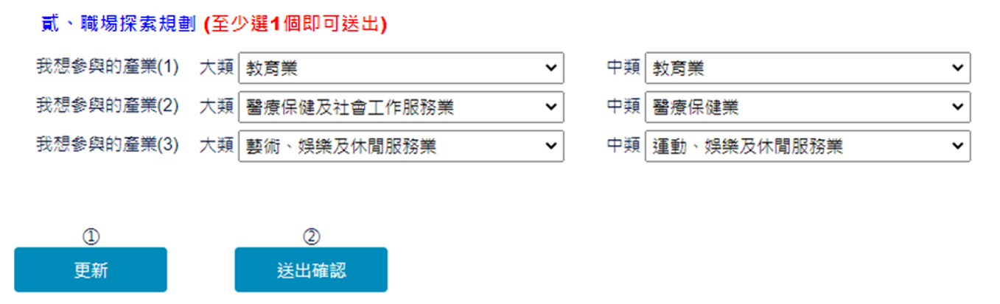 貳、職場探索規劃 (至少選1個即可送出)
我想參與的產業(1) 大類 教育業 中類 教育業
我想參與的產業(2) 大類 醫療保健及社會工作服務業 中類 醫療保健業
我想參與的產業(3) 大類 藝術、娛樂及休閒服務業 中類 運動、娛樂及休閒服務業
① ②
更新 送出確認